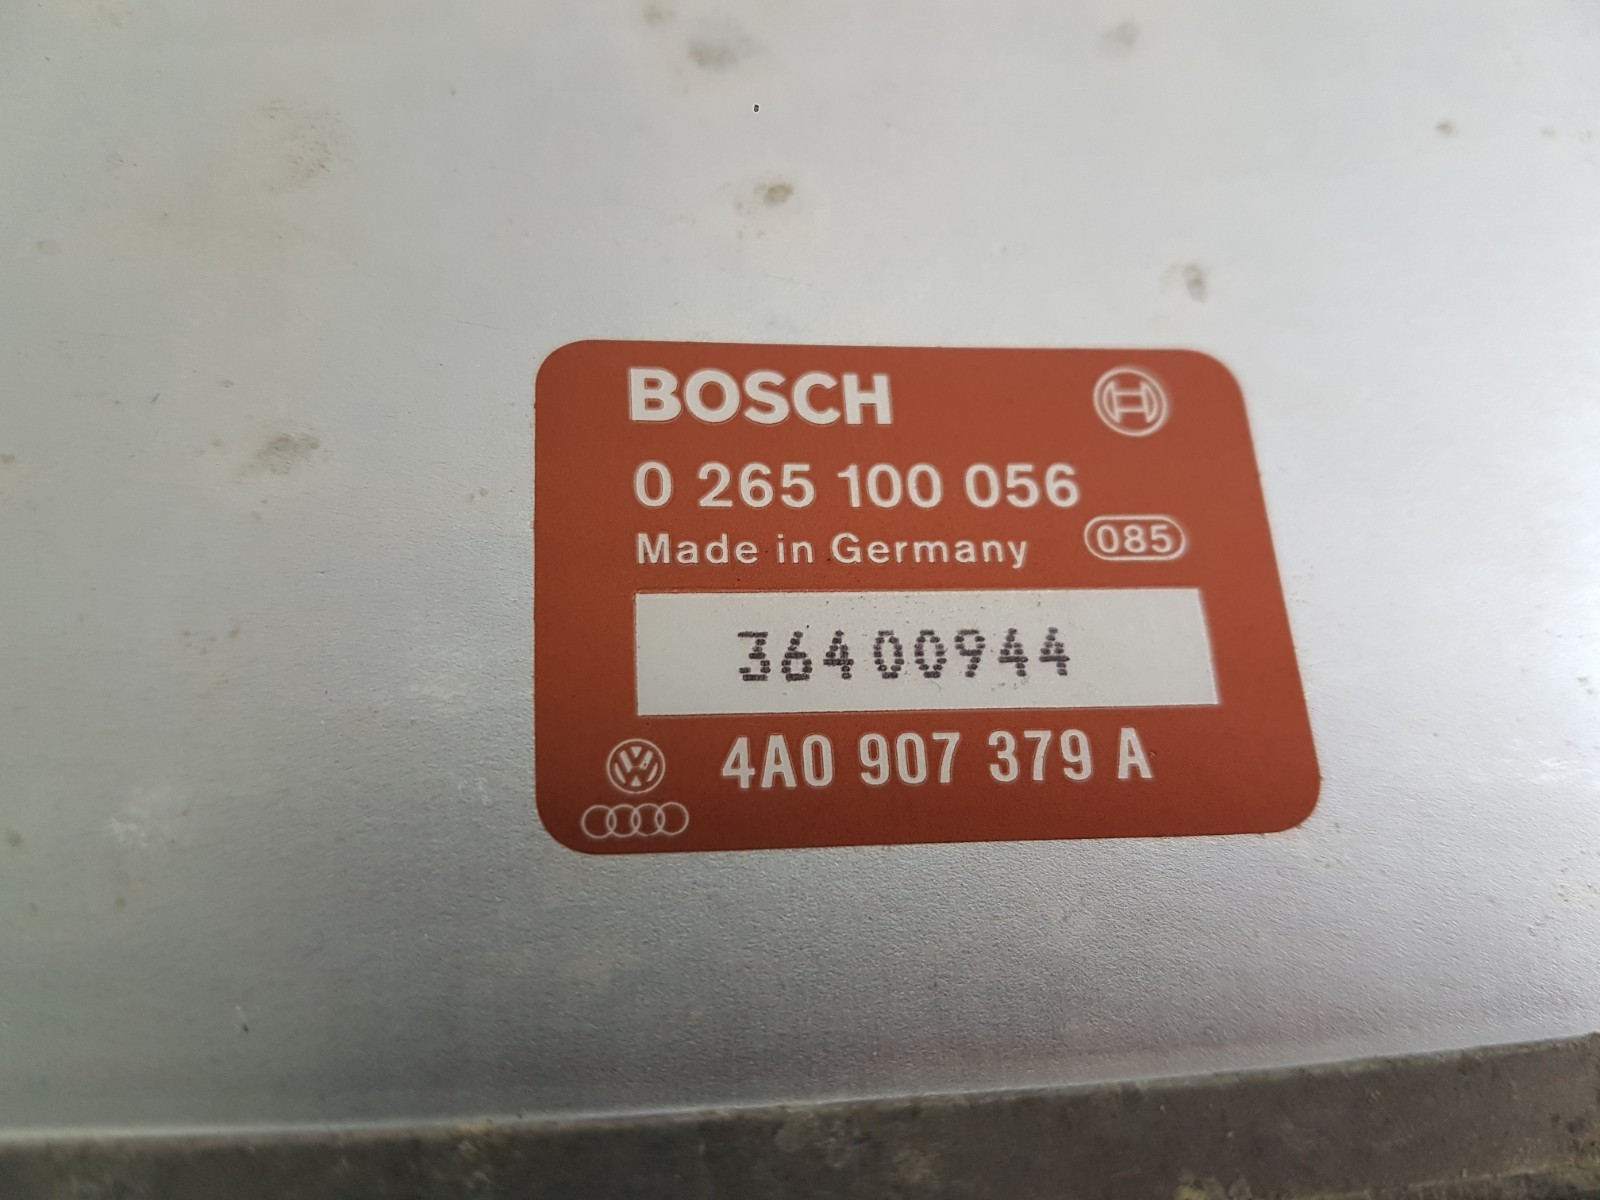 BOSCH
0 265 100 056
Made in Germany 085
36400944
4A0 907 379 A